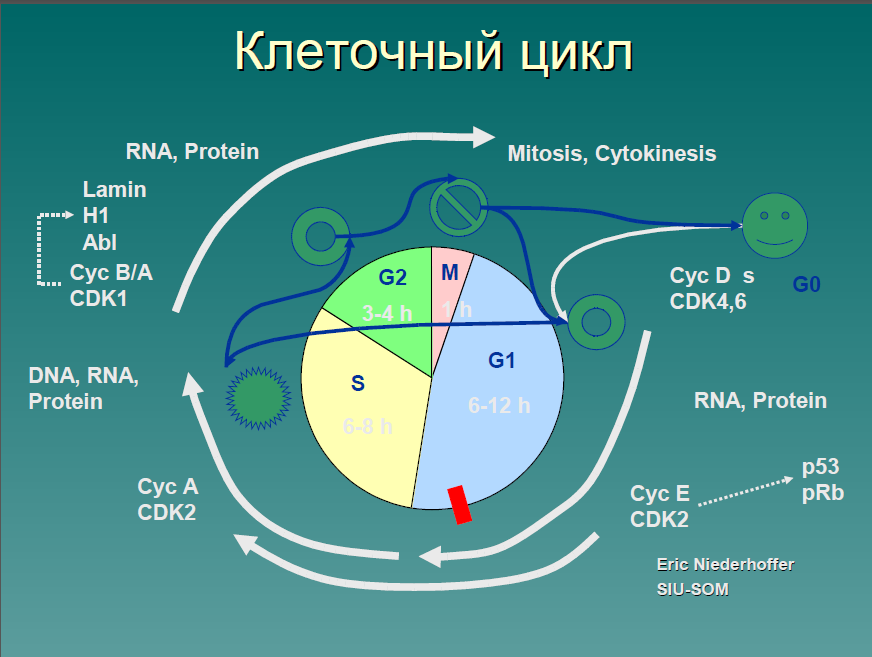 Клеточный цикл
RNA, Protein
Mitosis, Cytokinesis
Lamin
H1
Abl
Cyc B/A
CDK1
G2
3-4 h
M
1 h
Cyc D s
CDK4,6
G0
DNA, RNA,
Protein
S
6-8 h
G1
6-12 h
RNA, Protein
Cyc A
CDK2
Cyc E
CDK2
p53
pRb
Eric Niederhoffer
SIU-SOM